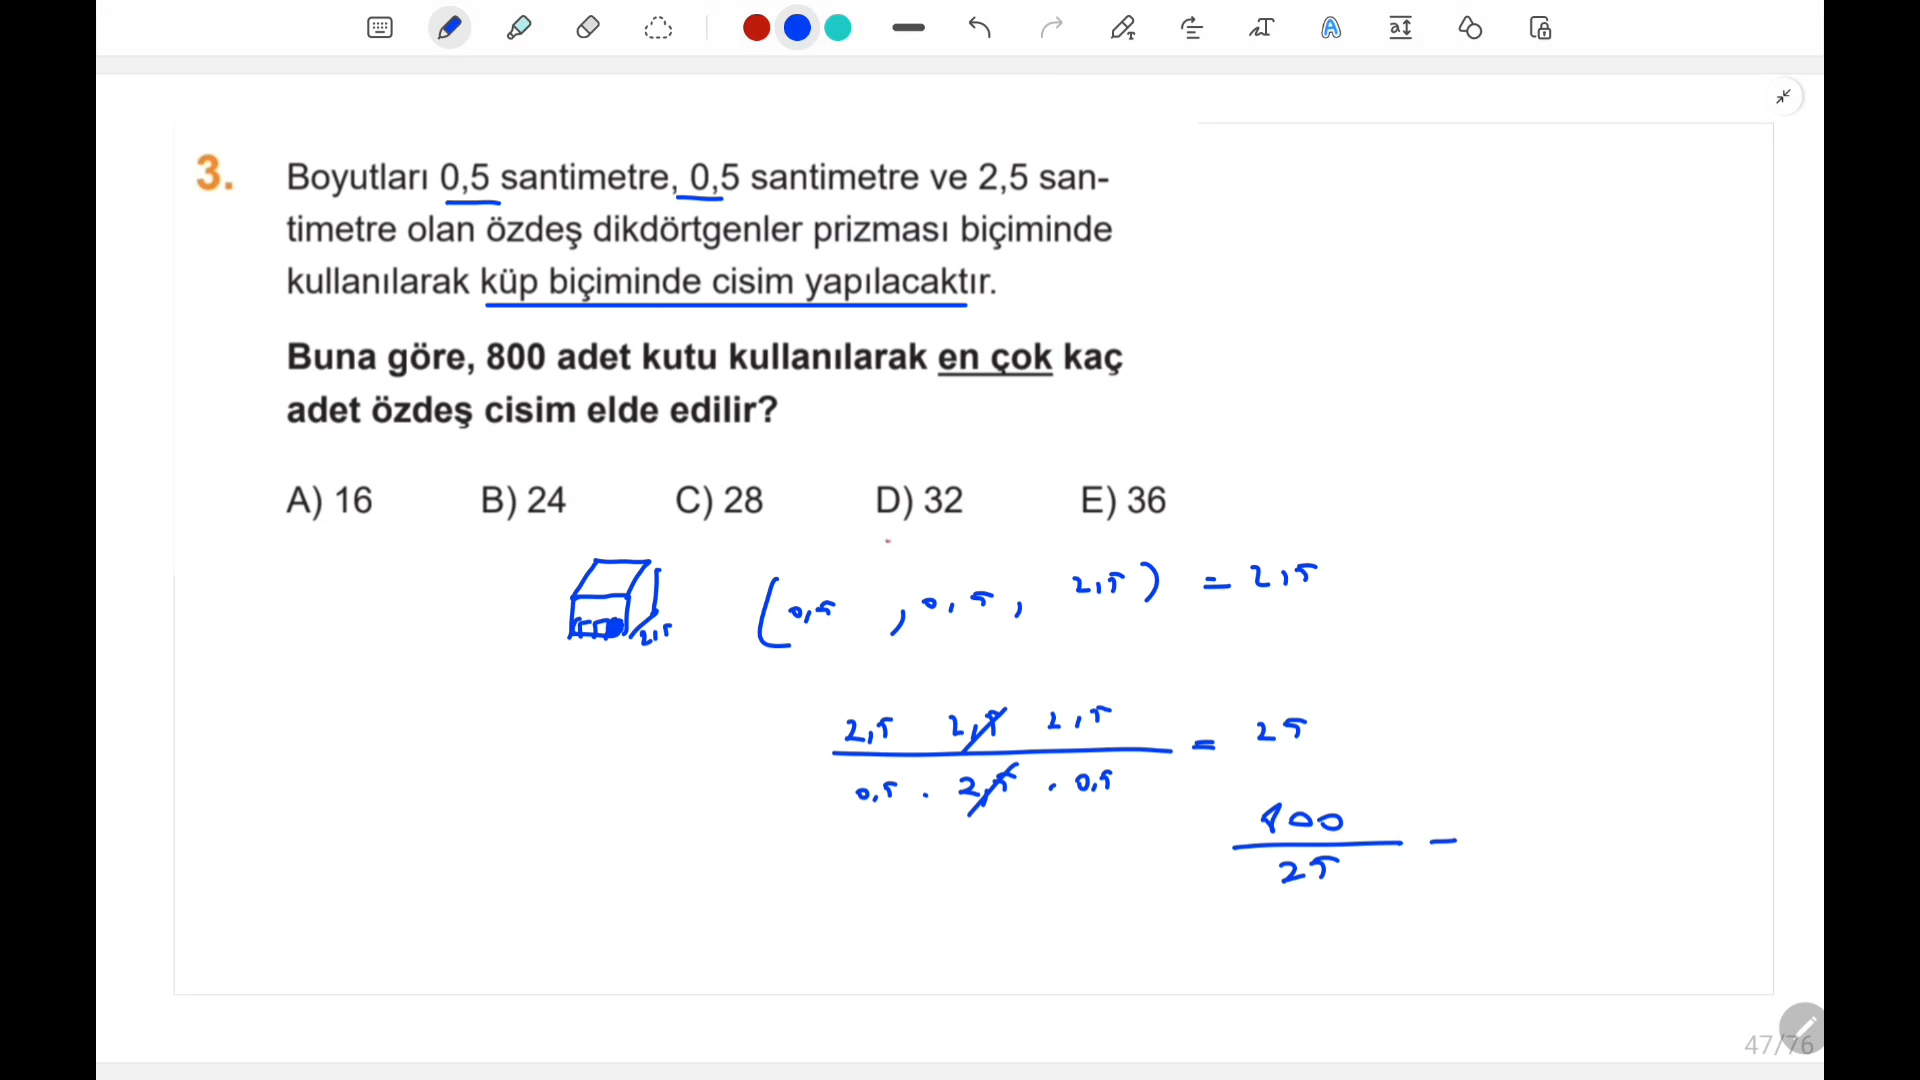 3. Boyutları 0,5 santimetre, 0,5 santimetre ve 2,5 san-
timetre olan özdeş dikdörtgenler prizması biçiminde
kullanılarak küp biçiminde cisim yapılacaktır.
Buna göre, 800 adet kutu kullanılarak en çok kaç
adet özdeş cisim elde edilir?
A) 16 B) 24 C) 28 D) 32 E) 36
2,5
(0,5 , 0,5, 2,5) = 2,5
2,5 2,5 2,5 = 25
0,5 . 2,5 . 0,5
800 -
25
47/76